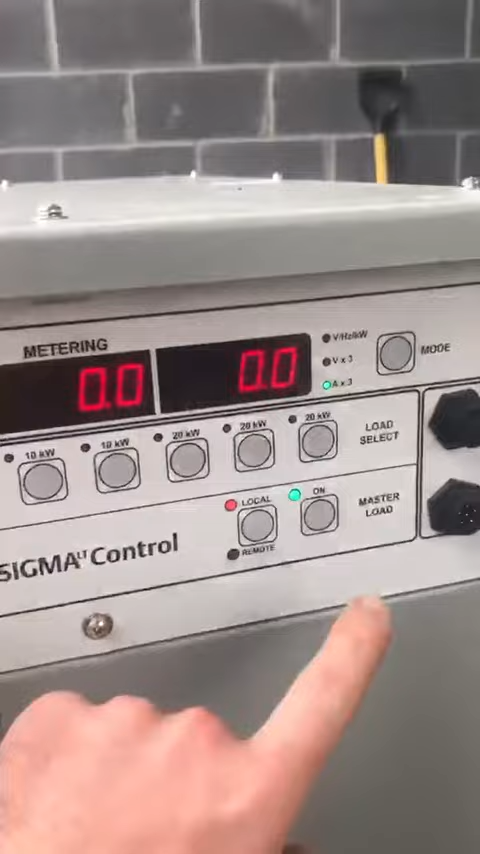 METERING
0.0
0.0
V/Hz/kW
V x 3
A x 3
MODE
10 kW
10 kW
20 kW
20 kW
20 kW
LOAD
SELECT
LOCAL
REMOTE
ON
MASTER
LOAD
SIGMA LT Control